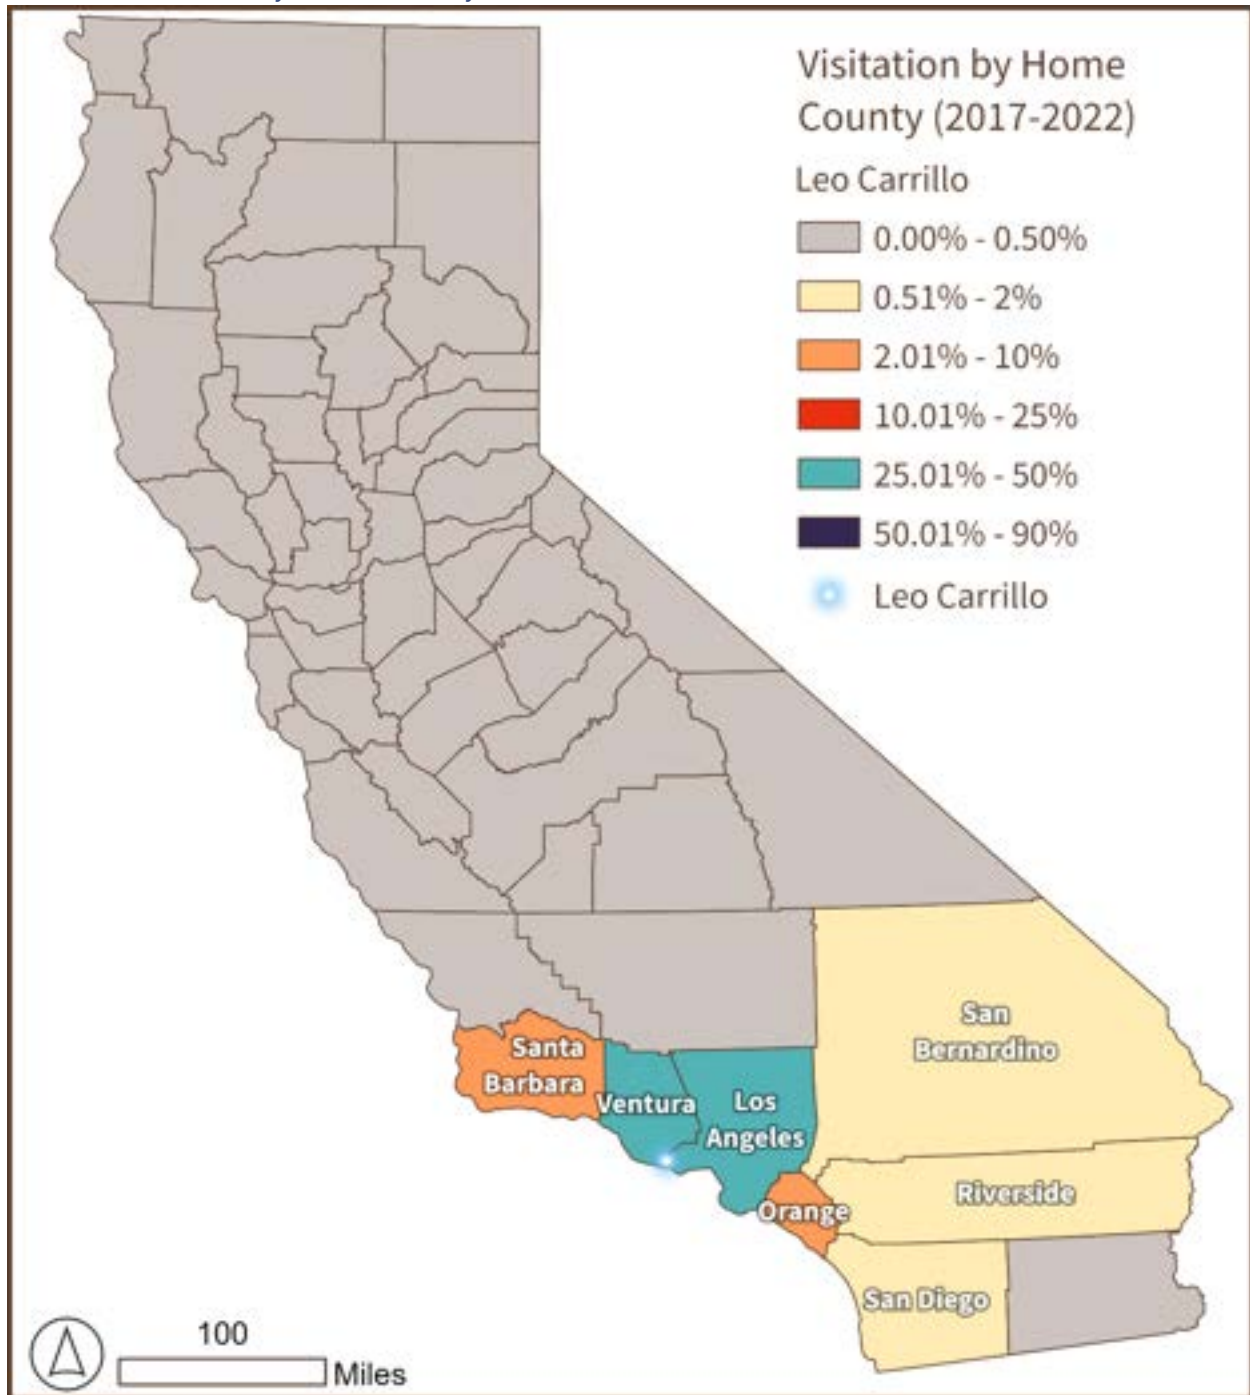 Visitation by Home
County (2017-2022)
Leo Carrillo
0.00% - 0.50%
0.51% - 2%
2.01% - 10%
10.01% - 25%
25.01% - 50%
50.01% - 90%
Leo Carrillo
San
Bernardino
Santa
Barbara
Ventura
Los
Angeles
Riverside
Orange
San Diego
100
Miles